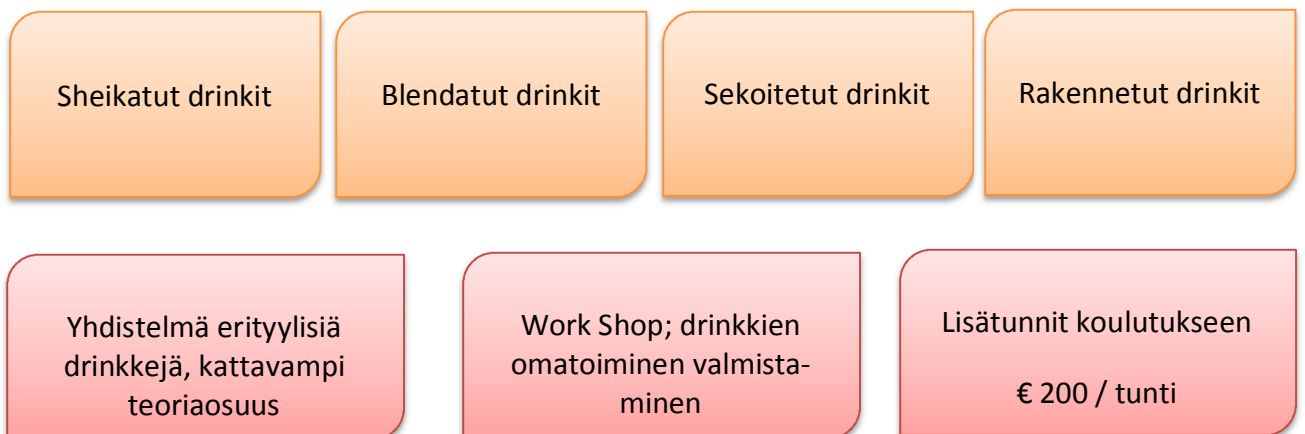 Sheikatut drinkit
Blendatut drinkit
Sekoitetut drinkit
Rakennetut drinkit
Yhdistelmä erityylisiä
drinkkejä, kattavampi
teoriaosuus
Work Shop; drinkkien
omatoiminen valmista-
minen
Lisätunnit koulutukseen
€ 200 / tunti